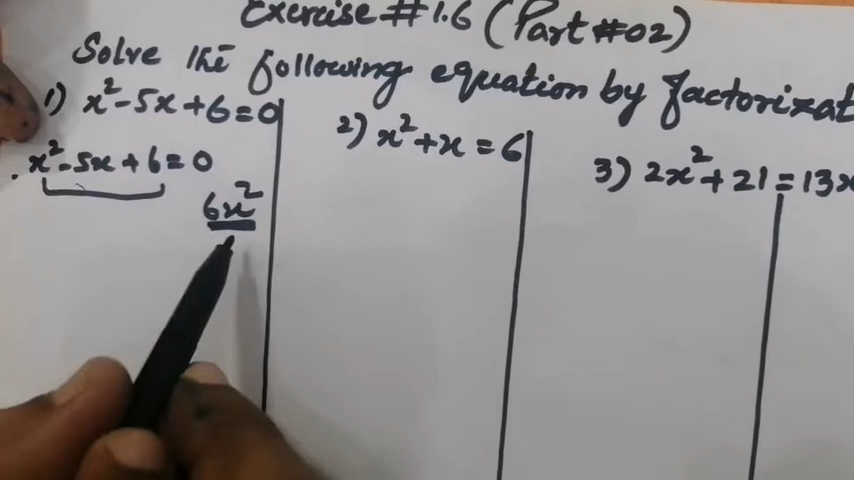 Exercise #1.6 (Part #02)
Solve the following equation by factorizat
1) x² - 5x + 6 = 0
x² - 5x + 6 = 0
6x²
2) x² + x = 6
3) 2x² + 21 = 13x